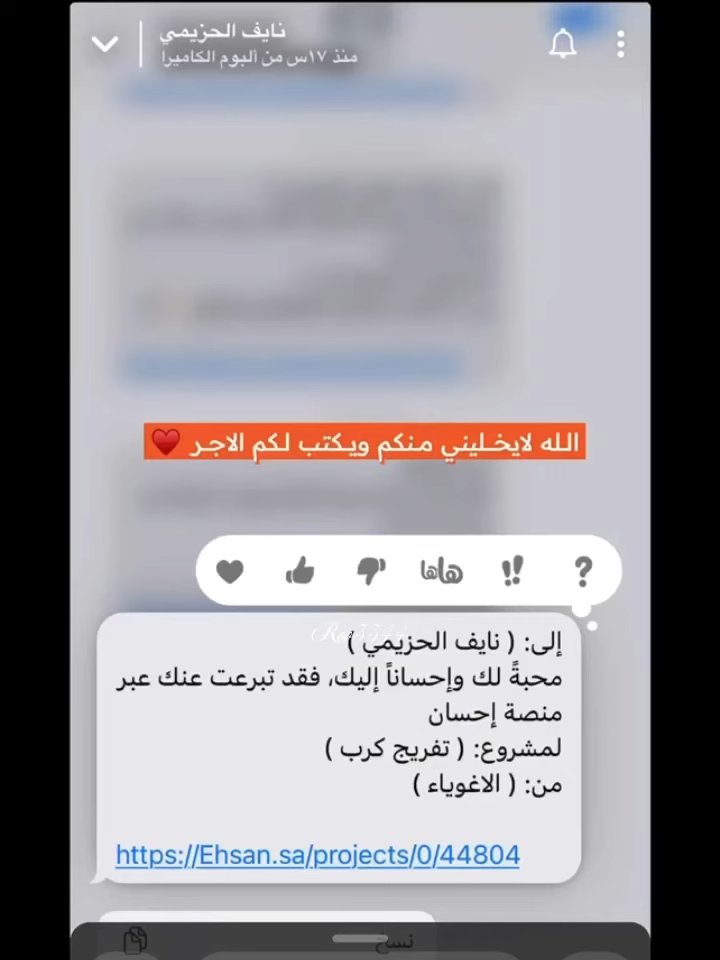 نايف الحزيمي
منذ ١٧س من ألبوم الكاميرا
الله لايخليني منكم ويكتب لكم الاجر ♥️
هاها !! ?
إلى: ( نايف الحزيمي )
محبةً لك وإحساناً إليك، فقد تبرعت عنك عبر
منصة إحسان
لمشروع: ( تفريج كرب )
من: ( الاغوياء )
https://Ehsan.sa/projects/0/44804
نسخ